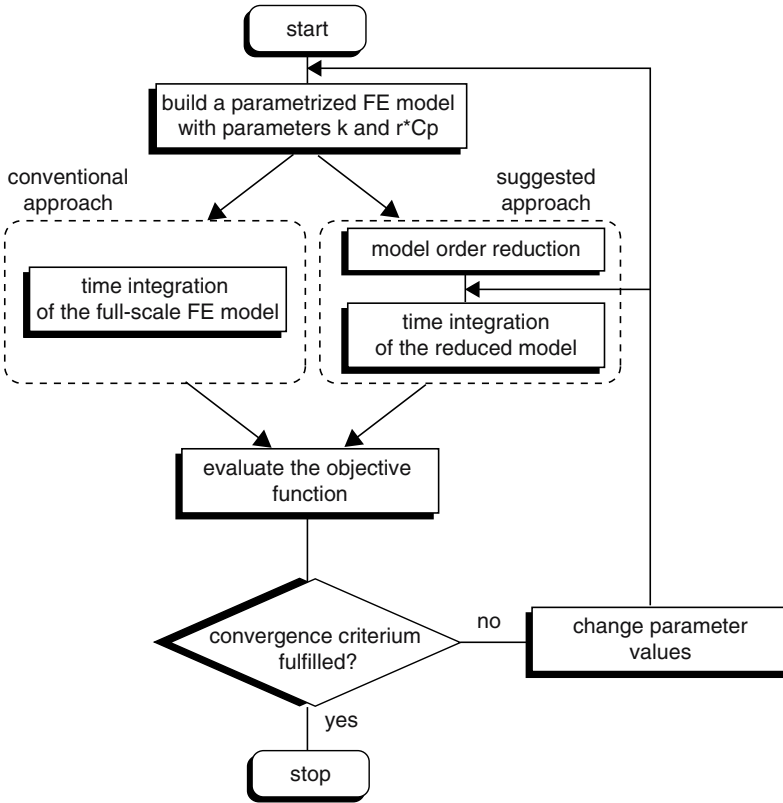 start
build a parametrized FE model
with parameters k and r*Cp
conventional
approach
suggested
approach
model order reduction
time integration
of the full-scale FE model
time integration
of the reduced model
evaluate the objective
function
convergence criterium
fulfilled?
no
change parameter
values
yes
stop